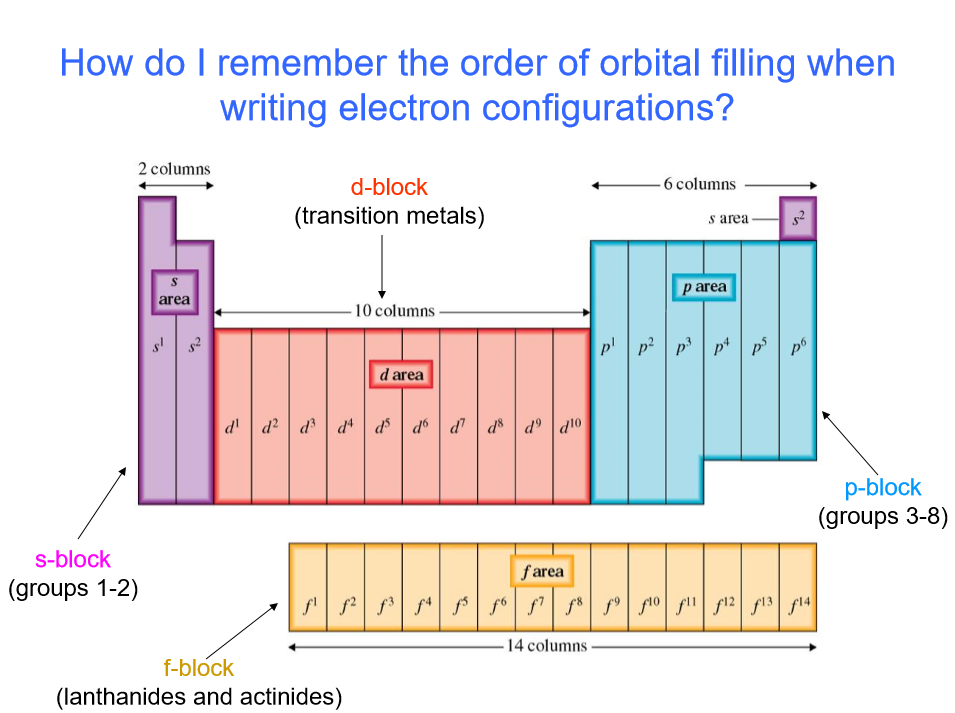 How do I remember the order of orbital filling when
writing electron configurations?
2 columns
d-block
(transition metals)
6 columns
s area
s²
s
area
p area
10 columns
s¹ s²
p¹ p² p³ p⁴ p⁵ p⁶
d area
d¹ d² d³ d⁴ d⁵ d⁶ d⁷ d⁸ d⁹ d¹⁰
p-block
(groups 3-8)
s-block
(groups 1-2)
f area
f¹ f² f³ f⁴ f⁵ f⁶ f⁷ f⁸ f⁹ f¹⁰ f¹¹ f¹² f¹³ f¹⁴
14 columns
f-block
(lanthanides and actinides)